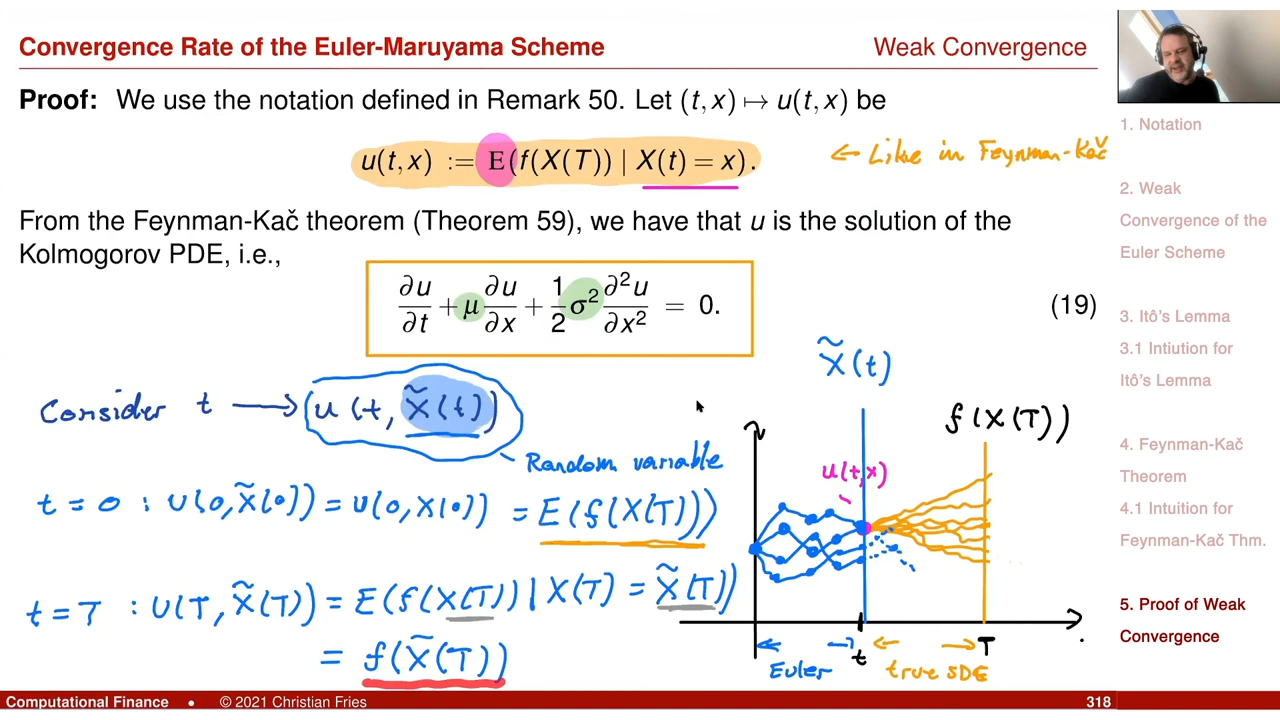 Convergence Rate of the Euler-Maruyama Scheme
Weak Convergence
Proof: We use the notation defined in Remark 50. Let (t, x) ↦ u(t, x) be
u(t, x) := E(f(X(T)) | X(t) = x).
← Like in Feynman-Kač
From the Feynman-Kač theorem (Theorem 59), we have that u is the solution of the
Kolmogorov PDE, i.e.,
∂u/∂t + μ ∂u/∂x + 1/2 σ² ∂²u/∂x² = 0.
(19)
Consider t → (u(t, X̃(t))
Random variable
t = 0 : u(0, X̃(0)) = u(0, X(0)) = E(f(X(T)))
t = T : u(T, X̃(T)) = E(f(X(T)) | X(T) = X̃(T))
= f(X̃(T))
X̃(t)
f(X(T))
u(t,x)
t
T
Euler
true SDE
1. Notation
2. Weak
Convergence of the
Euler Scheme
3. Itô's Lemma
3.1 Intiution for
Itô's Lemma
4. Feynman-Kač
Theorem
4.1 Intuition for
Feynman-Kač Thm.
5. Proof of Weak
Convergence
Computational Finance • © 2021 Christian Fries
318